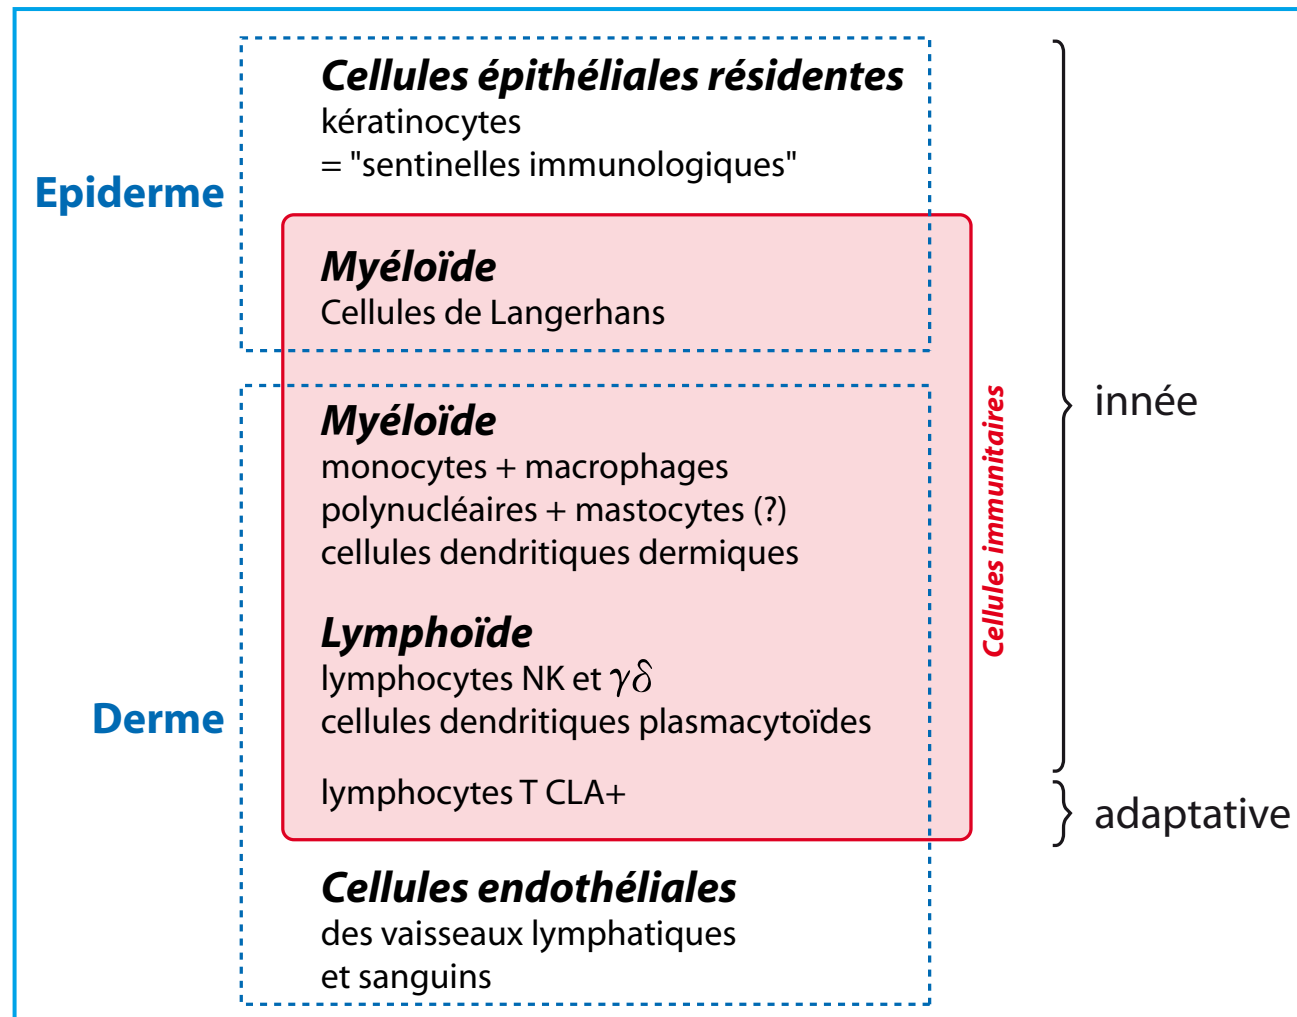 Cellules épithéliales résidentes
kératinocytes
= "sentinelles immunologiques"
Epiderme
Myéloïde
Cellules de Langerhans
Myéloïde
monocytes + macrophages
polynucléaires + mastocytes (?)
cellules dendritiques dermiques
Lymphoïde
lymphocytes NK et γδ
cellules dendritiques plasmacytoïdes
Derme
lymphocytes T CLA+
Cellules endothéliales
des vaisseaux lymphatiques
et sanguins
Cellules immunitaires
innée
adaptative